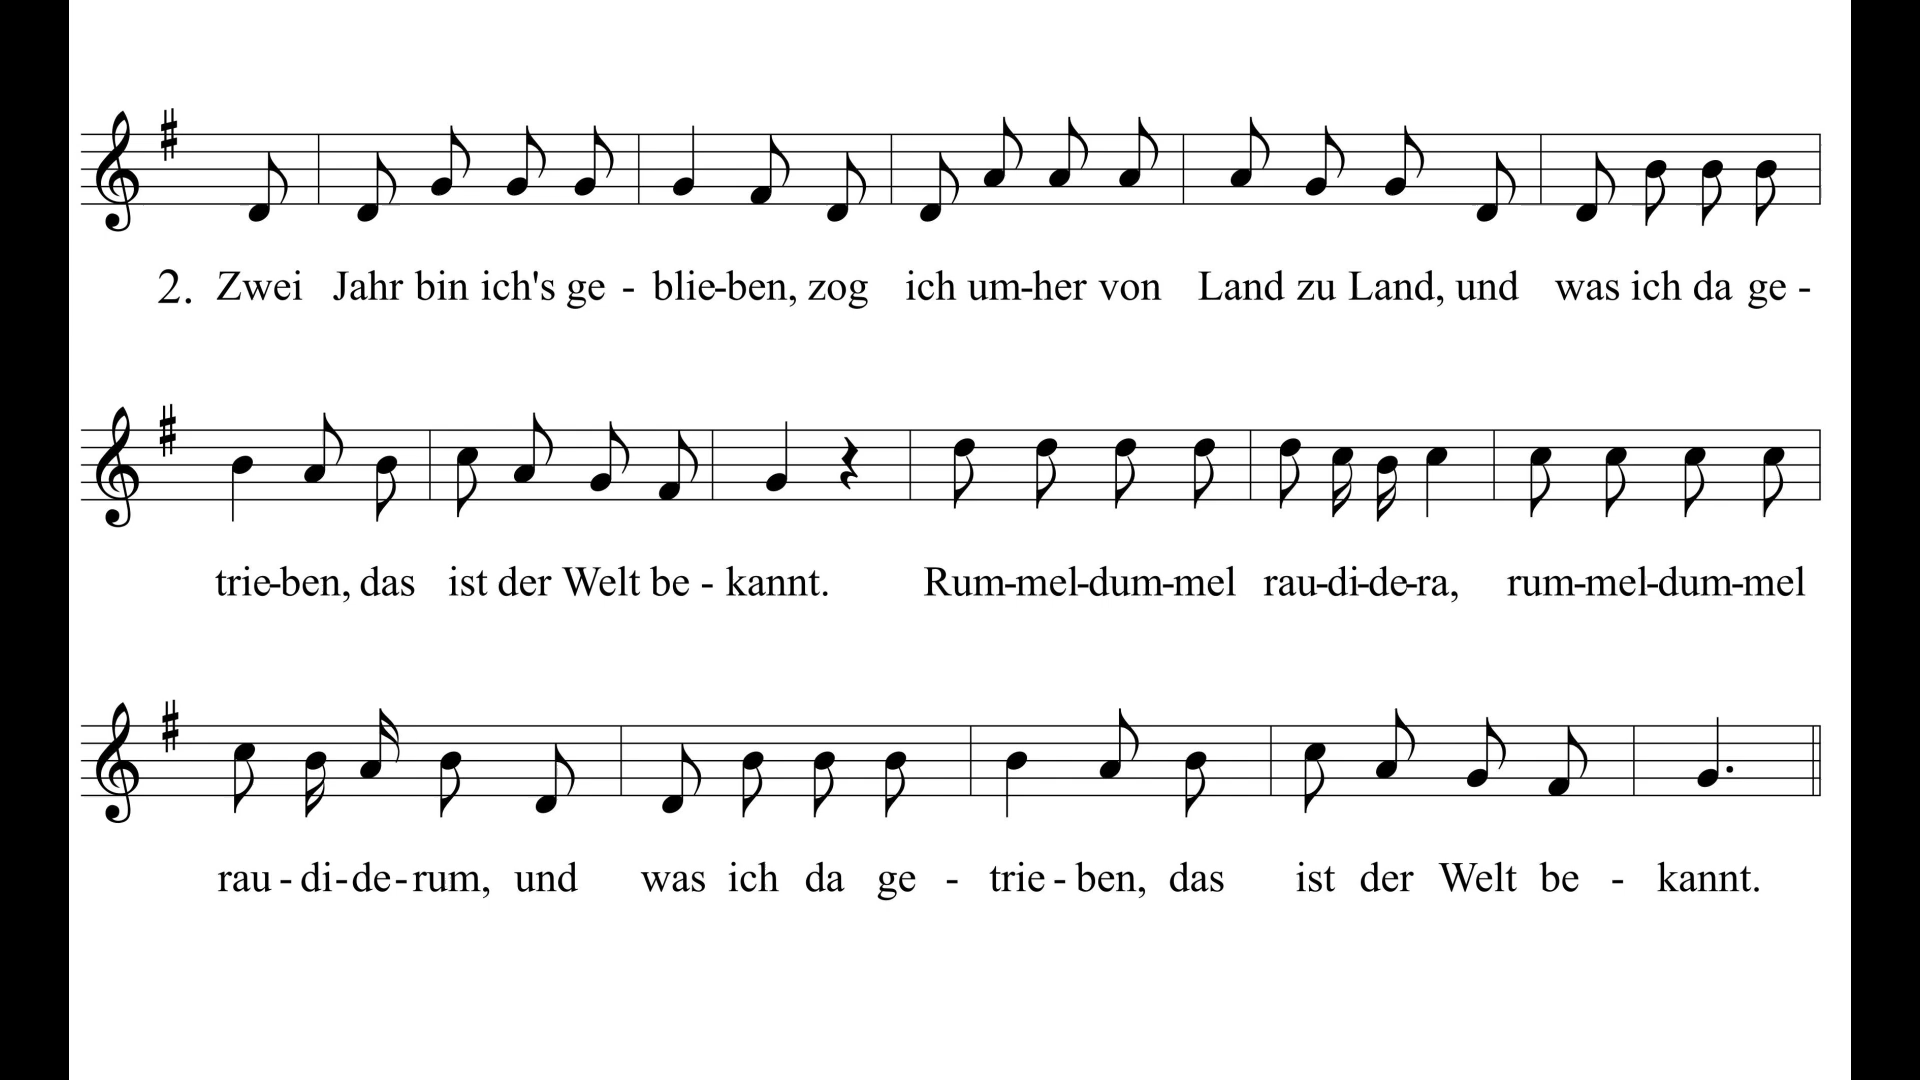 2. Zwei Jahr bin ich's ge - blie-ben, zog ich um-her von Land zu Land, und was ich da ge -
trie-ben, das ist der Welt be - kannt. Rum-mel-dum-mel rau-di-de-ra, rum-mel-dum-mel
rau - di-de-rum, und was ich da ge - trie - ben, das ist der Welt be - kannt.